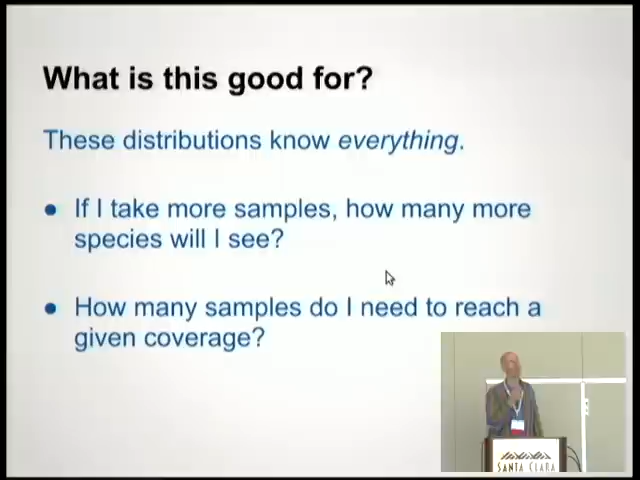 What is this good for?
These distributions know everything.
● If I take more samples, how many more
species will I see?
● How many samples do I need to reach a
given coverage?
SANTA CLARA